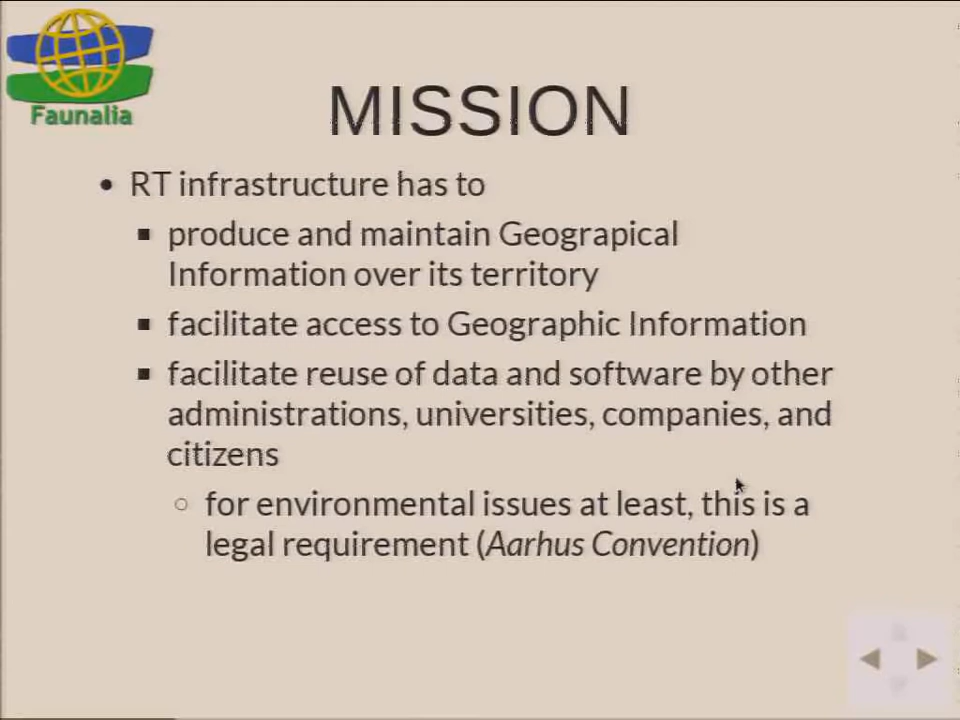 Faunalia
MISSION
• RT infrastructure has to
▪ produce and maintain Geograpical
Information over its territory
▪ facilitate access to Geographic Information
▪ facilitate reuse of data and software by other
administrations, universities, companies, and
citizens
○ for environmental issues at least, this is a
legal requirement (Aarhus Convention)